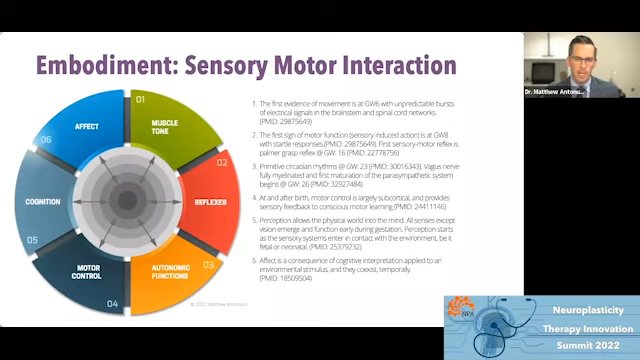 Embodiment: Sensory Motor Interaction
01
MUSCLE
TONE
02
REFLEXES
AUTONOMIC
FUNCTIONS
03
MOTOR
CONTROL
04
COGNITION
05
AFFECT
06
1. The first evidence of movement is at GW6 with unpredictable bursts
of electrical signals in the brainstem and spinal cord networks.
(PMID: 29875649)
2. The first sign of motor function (sensory induced action) is at GW8
with startle responses.(PMID: 29875649). First sensory-motor reflex is
palmer grasp reflex @ GW: 16 (PMID: 22778756)
3. Primitive circadian rhythms @ GW: 23 (PMID: 30016343). Vagus nerve
fully myelinated and first maturation of the parasympathetic system
begins @ GW: 26 (PMID: 32927484)
4. At and after birth, motor control is largely subcortical, and provides
sensory feedback to conscious motor learning (PMID: 24411146)
5. Perception allows the physical world into the mind. All senses except
vision emerge and function early during gestation. Perception starts
as the sensory systems enter in contact with the environment, be it
fetal or neonatal. (PMID: 25379232)
6. Affect is a consequence of cognitive interpretation applied to an
environmental stimulus, and they coexist, temporally.
(PMID: 18509504)
© 2022 Matthew Antonucci
Dr. Matthew Antonuc...
NPA
Neuroplasticity
Therapy Innovation
Summit 2022